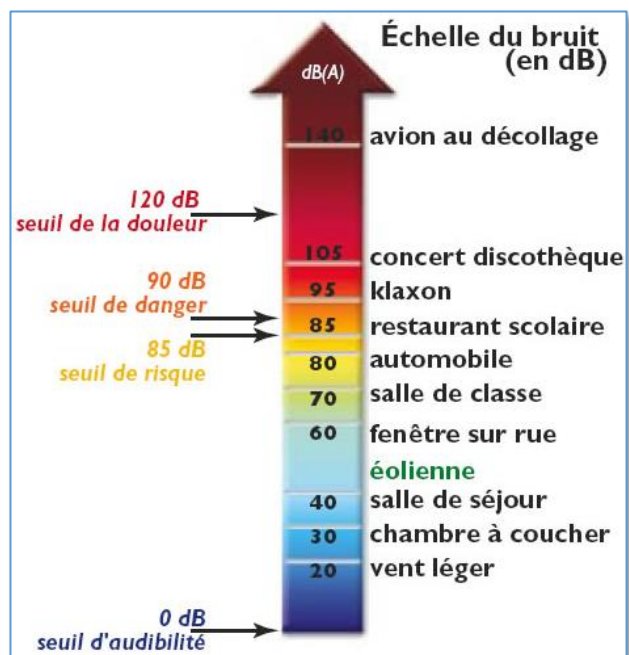 Échelle du bruit
(en dB)
dB(A)
140 avion au décollage
120 dB
seuil de la douleur
105 concert discothèque
90 dB
seuil de danger
95 klaxon
85 restaurant scolaire
85 dB
seuil de risque
80 automobile
70 salle de classe
60 fenêtre sur rue
éolienne
40 salle de séjour
30 chambre à coucher
20 vent léger
0 dB
seuil d'audibilité